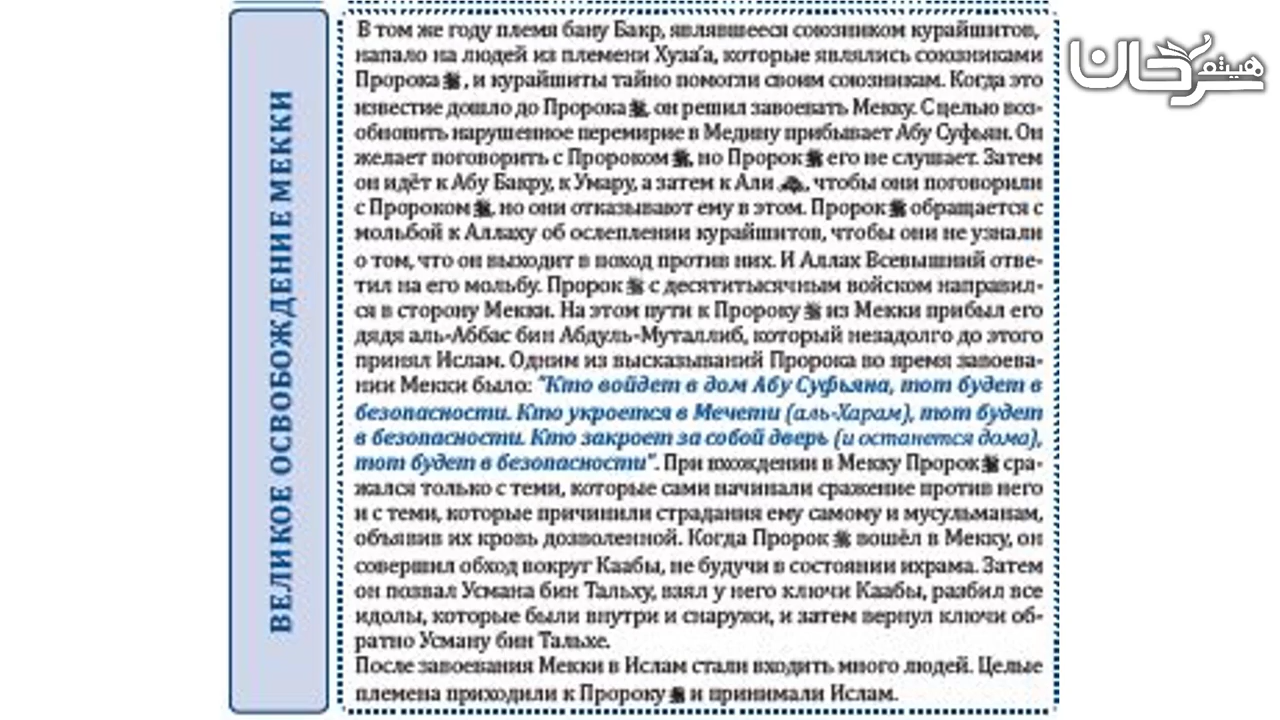 ВЕЛИКОЕ ОСВОБОЖДЕНИЕ МЕККИ
В том же году племя бану Бакр, являвшееся союзником курайшитов,
напало на людей из племени Хуза'а, которые являлись союзниками
Пророка ﷺ, и курайшиты тайно помогли своим союзникам. Когда это
известие дошло до Пророка ﷺ, он решил завоевать Мекку. С целью воз-
обновить нарушенное перемирие в Медину прибывает Абу Суфьян. Он
желает поговорить с Пророком ﷺ, но Пророк ﷺ его не слушает. Затем
он идёт к Абу Бакру, к Умару, а затем к Али , чтобы они поговорили
с Пророком ﷺ, но они отказывают ему в этом. Пророк ﷺ обращается с
мольбой к Аллаху об ослеплении курайшитов, чтобы они не узнали
о том, что он выходит в поход против них. И Аллах Всевышний отве-
тил на его мольбу. Пророк ﷺ с десятитысячным войском направил-
ся в сторону Мекки. На этом пути к Пророку ﷺ из Мекки прибыл его
дядя аль-Аббас бин Абдуль-Муталлиб, который незадолго до этого
принял Ислам. Одним из высказываний Пророка во время завоева-
нии Мекки было: "Кто войдет в дом Абу Суфьяна, тот будет в
безопасности. Кто укроется в Мечети (аль-Харам), тот будет
в безопасности. Кто закроет за собой дверь (и останется дома),
тот будет в безопасности". При вхождении в Мекку Пророк ﷺ сра-
жался только с теми, которые сами начинали сражение против него
и с теми, которые причинили страдания ему самому и мусульманам,
объявив их кровь дозволенной. Когда Пророк ﷺ вошёл в Мекку, он
совершил обход вокруг Каабы, не будучи в состоянии ихрама. Затем
он позвал Усмана бин Тальху, взял у него ключи Каабы, разбил все
идолы, которые были внутри и снаружи, и затем вернул ключи об-
ратно Усману бин Тальхе.
После завоевания Мекки в Ислам стали входить много людей. Целые
племена приходили к Пророку ﷺ и принимали Ислам.